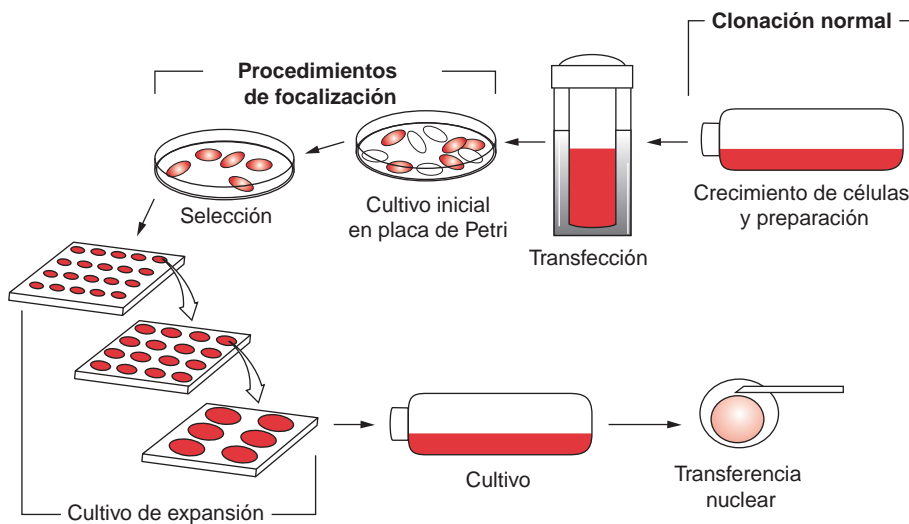 Clonación normal
Procedimientos
de focalización
Crecimiento de células
y preparación
Transfección
Cultivo inicial
en placa de Petri
Selección
Cultivo de expansión
Cultivo
Transferencia
nuclear